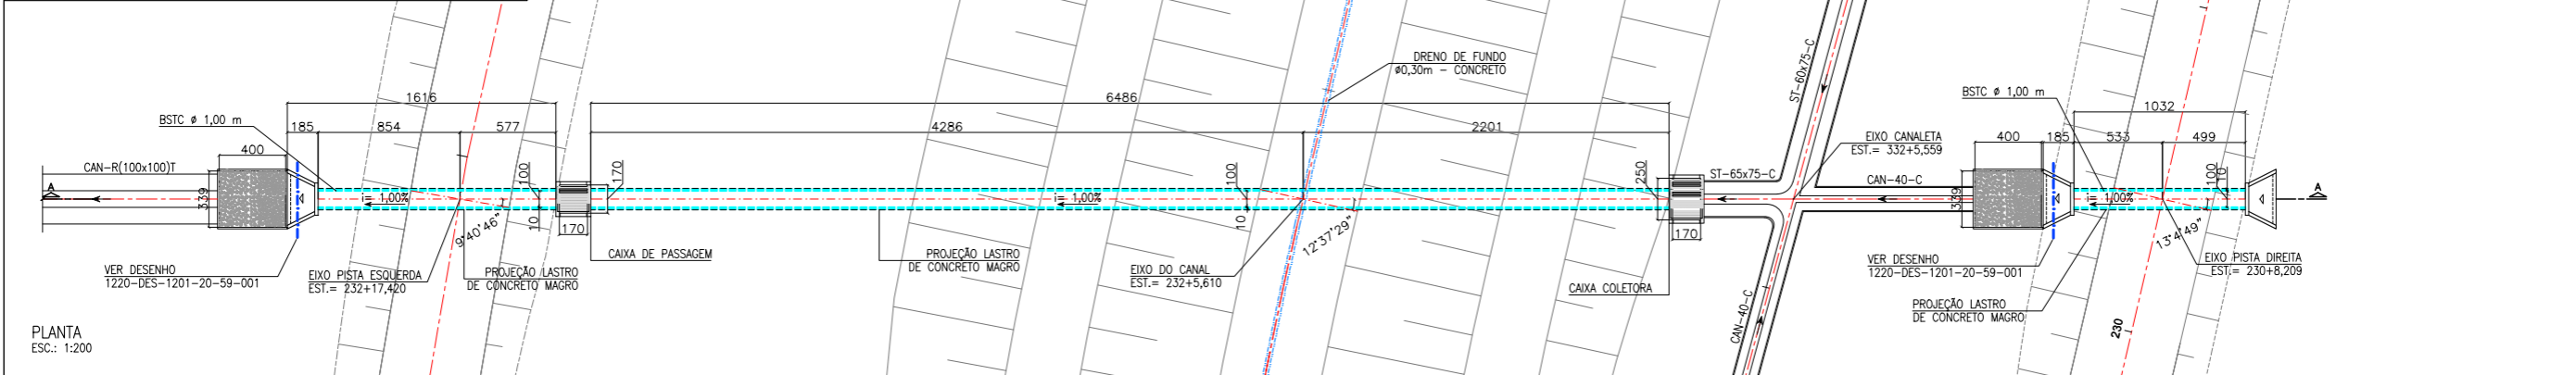 1616
185
854
577
BSTC ø 1,00 m
400
CAN-R(100x100)T
A
339
i= 1,00%
100
10
9°40'46"
170
170
VER DESENHO
1220-DES-1201-20-59-001
EIXO PISTA ESQUERDA
EST.= 232+17,420
PROJEÇÃO LASTRO
DE CONCRETO MAGRO
CAIXA DE PASSAGEM
6486
4286
2201
DRENO DE FUNDO
ø0,30m - CONCRETO
i= 1,00%
100
10
12°37'29"
PROJEÇÃO LASTRO
DE CONCRETO MAGRO
EIXO DO CANAL
EST.= 232+5,610
250
170
CAIXA COLETORA
ST-65x75-C
ST-60x75-C
CAN-40-C
EIXO CANALETA
EST.= 332+5,559
CAN-40-C
BSTC ø 1,00 m
1032
400
185
533
499
339
i= 1,00%
100
10
13°4'49"
A
VER DESENHO
1220-DES-1201-20-59-001
EIXO PISTA DIREITA
EST.= 230+8,209
PROJEÇÃO LASTRO
DE CONCRETO MAGRO
230
PLANTA
ESC.: 1:200